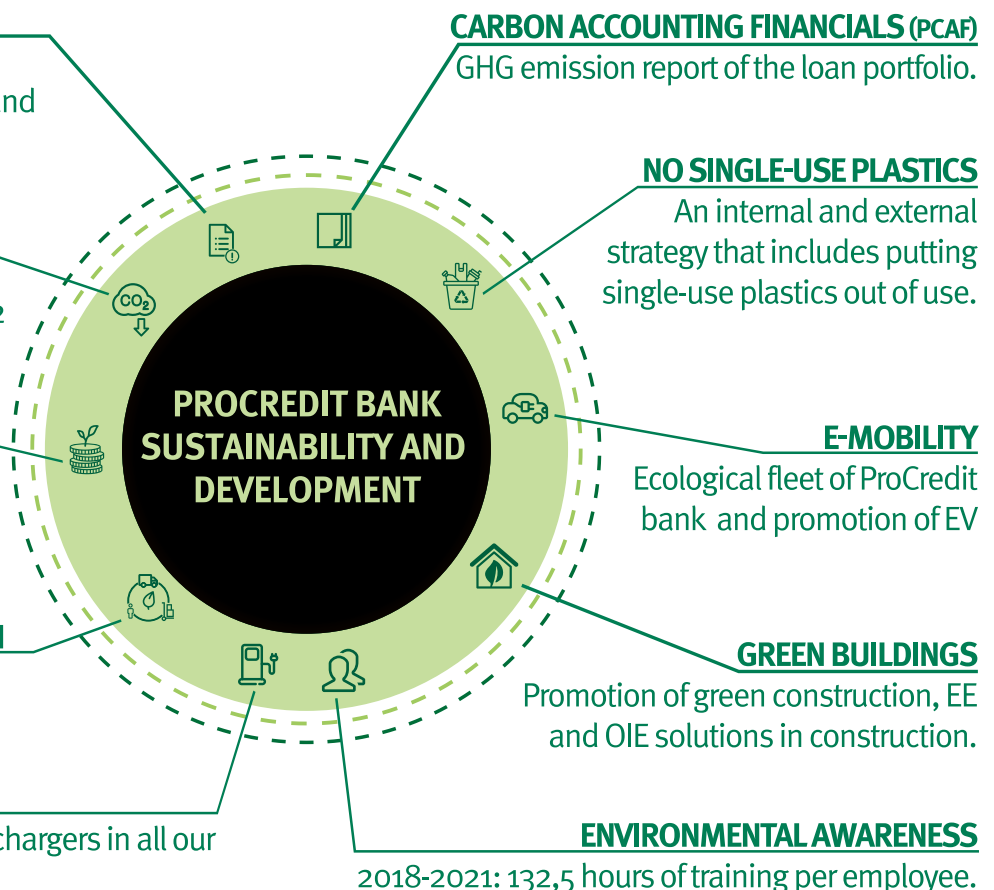 CARBON ACCOUNTING FINANCIALS (PCAF)
GHG emission report of the loan portfolio.
NO SINGLE-USE PLASTICS
An internal and external
strategy that includes putting
single-use plastics out of use.
CO2
PROCREDIT BANK
SUSTAINABILITY AND
DEVELOPMENT
E-MOBILITY
Ecological fleet of ProCredit
bank and promotion of EV
GREEN BUILDINGS
Promotion of green construction, EE
and OIE solutions in construction.
chargers in all our
ENVIRONMENTAL AWARENESS
2018-2021: 132,5 hours of training per employee.